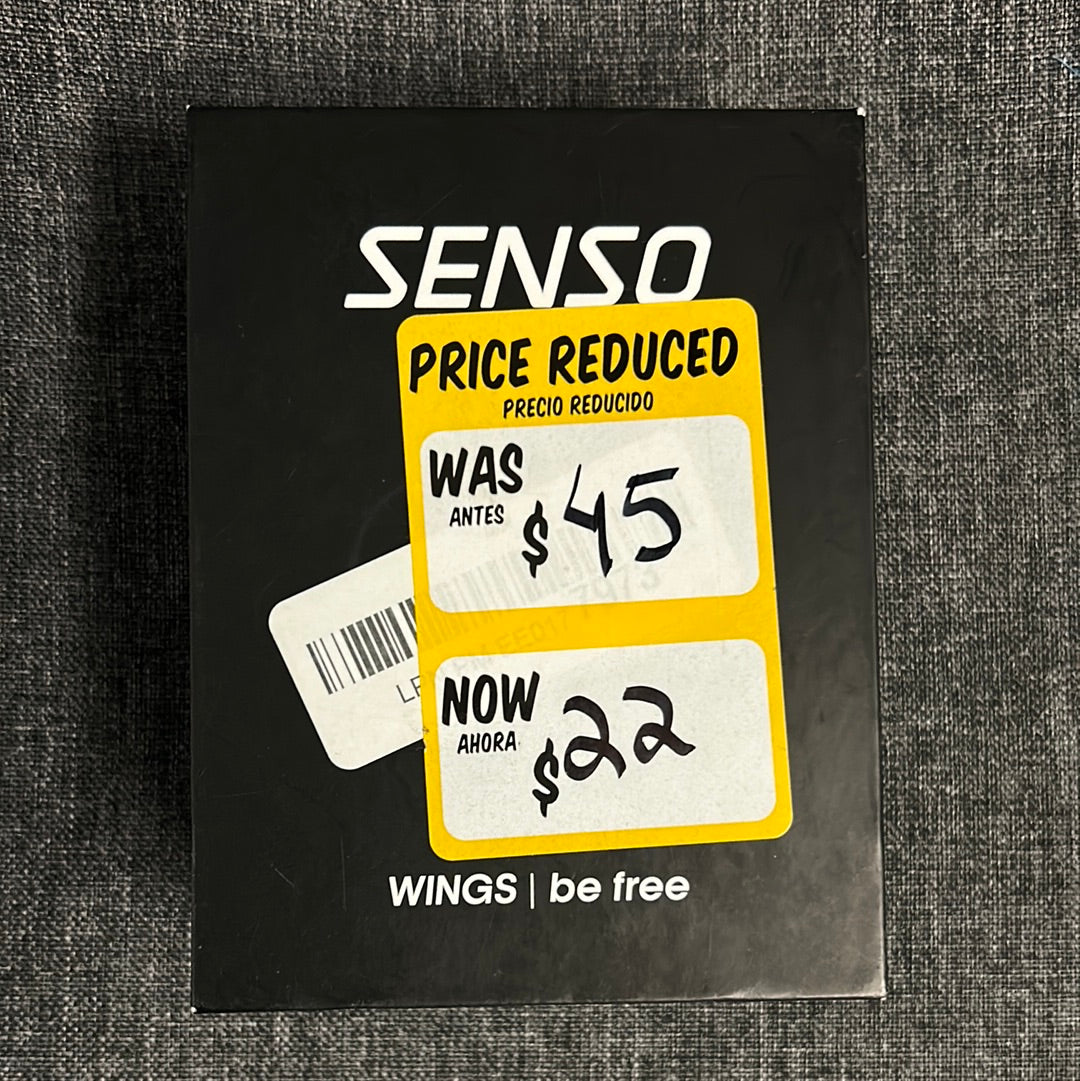 SENSO
PRICE REDUCED
PRECIO REDUCIDO
WAS
ANTES
$45
NOW
AHORA
$22
WINGS | be free